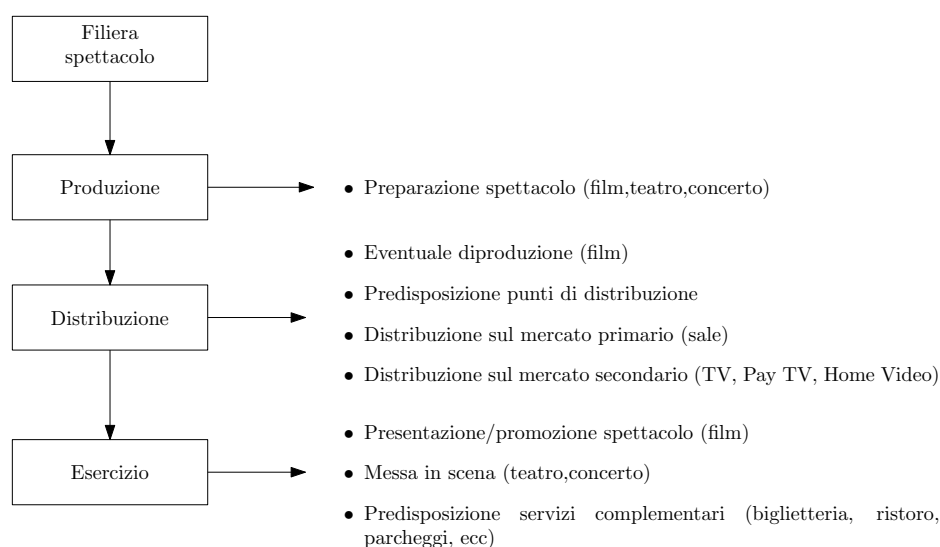 Filiera
spettacolo
Produzione
• Preparazione spettacolo (film,teatro,concerto)
Distribuzione
• Eventuale diproduzione (film)
• Predisposizione punti di distribuzione
• Distribuzione sul mercato primario (sale)
• Distribuzione sul mercato secondario (TV, Pay TV, Home Video)
Esercizio
• Presentazione/promozione spettacolo (film)
• Messa in scena (teatro,concerto)
• Predisposizione servizi complementari (biglietteria, ristoro,
parcheggi, ecc)